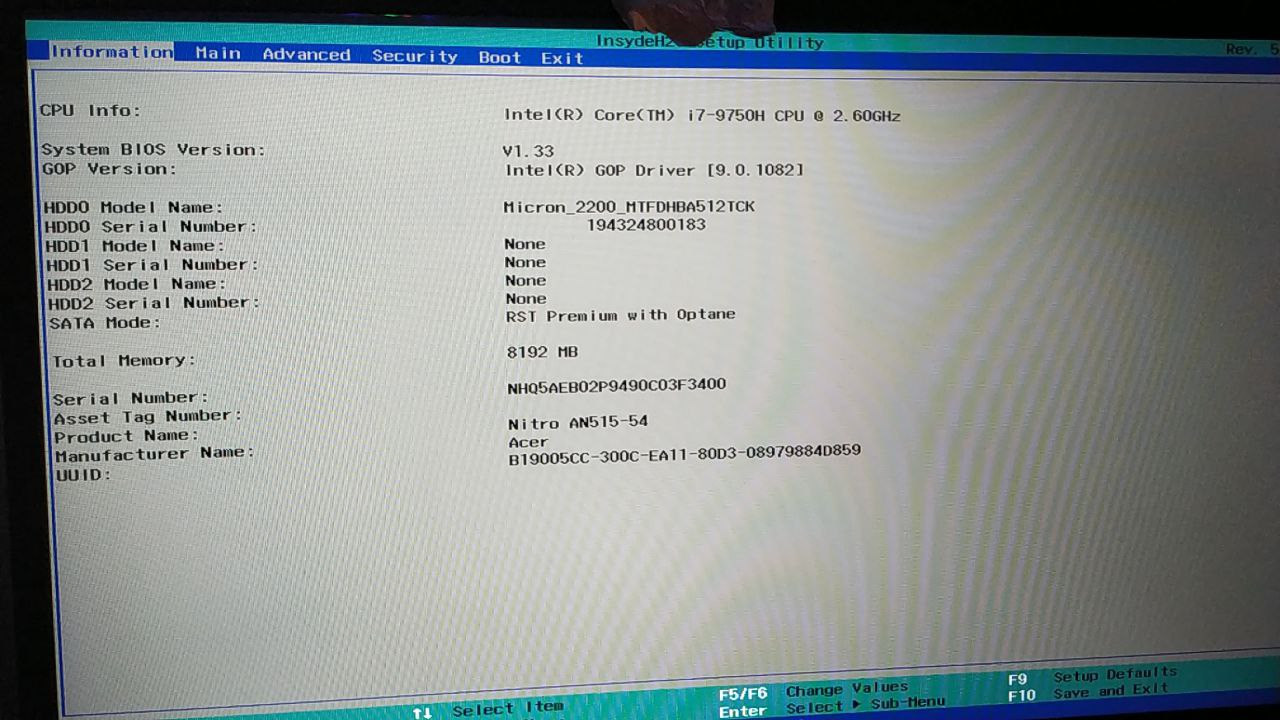 InsydeH2 Setup Utility
Rev. 5
Information Main Advanced Security Boot Exit
CPU Info: Intel(R) Core(TM) i7-9750H CPU @ 2.60GHz
System BIOS Version: V1.33
GOP Version: Intel(R) GOP Driver [9.0.1082]
HDD0 Model Name: Micron_2200_MTFDHBA512TCK
HDD0 Serial Number: 194324800183
HDD1 Model Name: None
HDD1 Serial Number: None
HDD2 Model Name: None
HDD2 Serial Number: None
SATA Mode: RST Premium with Optane
Total Memory: 8192 MB
Serial Number: NHQ5AEB02P9490C03F3400
Asset Tag Number:
Product Name: Nitro AN515-54
Manufacturer Name: Acer
UUID: B19005CC-300C-EA11-80D3-08979884D859
↑↓ Select Item F5/F6 Change Values F9 Setup Defaults
Enter Select ▶ Sub-Menu F10 Save and Exit